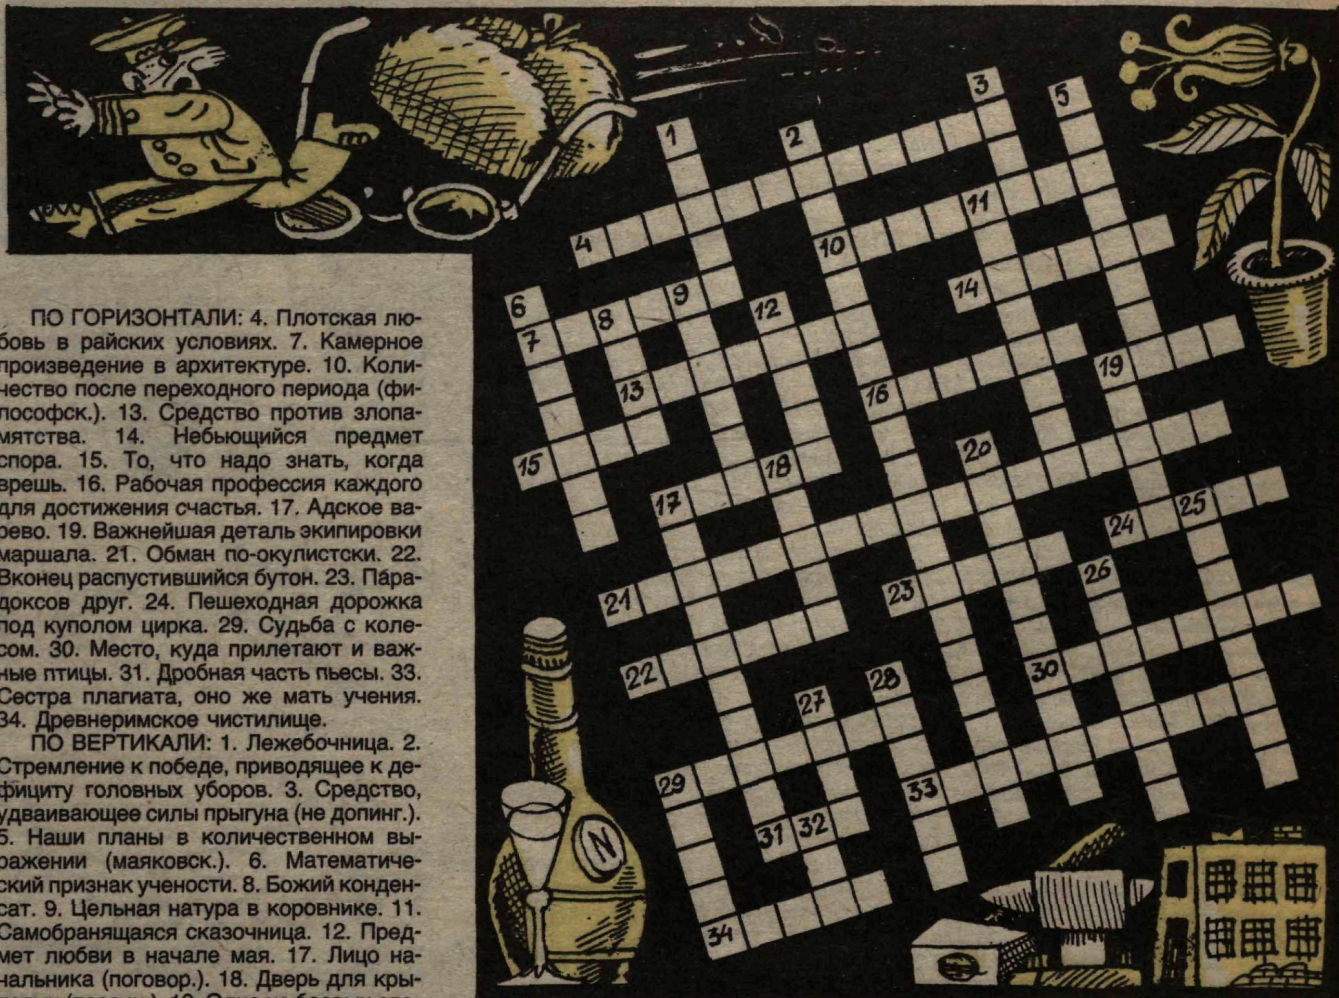 ПО ГОРИЗОНТАЛИ: 4. Плотская лю-
бовь в райских условиях. 7. Камерное
произведение в архитектуре. 10. Коли-
чество после переходного периода (фи-
лософск.). 13. Средство против злопа-
мятства. 14. Небьющийся предмет
спора. 15. То, что надо знать, когда
врешь. 16. Рабочая профессия каждого
для достижения счастья. 17. Адское ва-
рево. 19. Важнейшая деталь экипировки
маршала. 21. Обман по-окулистски. 22.
Вконец распустившийся бутон. 23. Пара-
доксов друг. 24. Пешеходная дорожка
под куполом цирка. 29. Судьба с коле-
сом. 30. Место, куда прилетают и важ-
ные птицы. 31. Дробная часть пьесы. 33.
Сестра плагиата, оно же мать учения.
34. Древнеримское чистилище.
ПО ВЕРТИКАЛИ: 1. Лежебочница. 2.
Стремление к победе, приводящее к де-
фициту головных уборов. 3. Средство,
удваивающее силы прыгуна (не допинг.).
5. Наши планы в количественном вы-
ражении (маяковск.). 6. Математиче-
ский признак учености. 8. Божий конден-
сат. 9. Цельная натура в коровнике. 11.
Самобранящаяся сказочница. 12. Пред-
мет любви в начале мая. 17. Лицо на-
чальника (поговор.). 18. Дверь для кры-
3
5
1
2
11
4
10
14
6
9
12
8
7
19
13
16
20
15
18
17
25
24
26
21
23
22
30
28
27
29
33
31 32
34
N